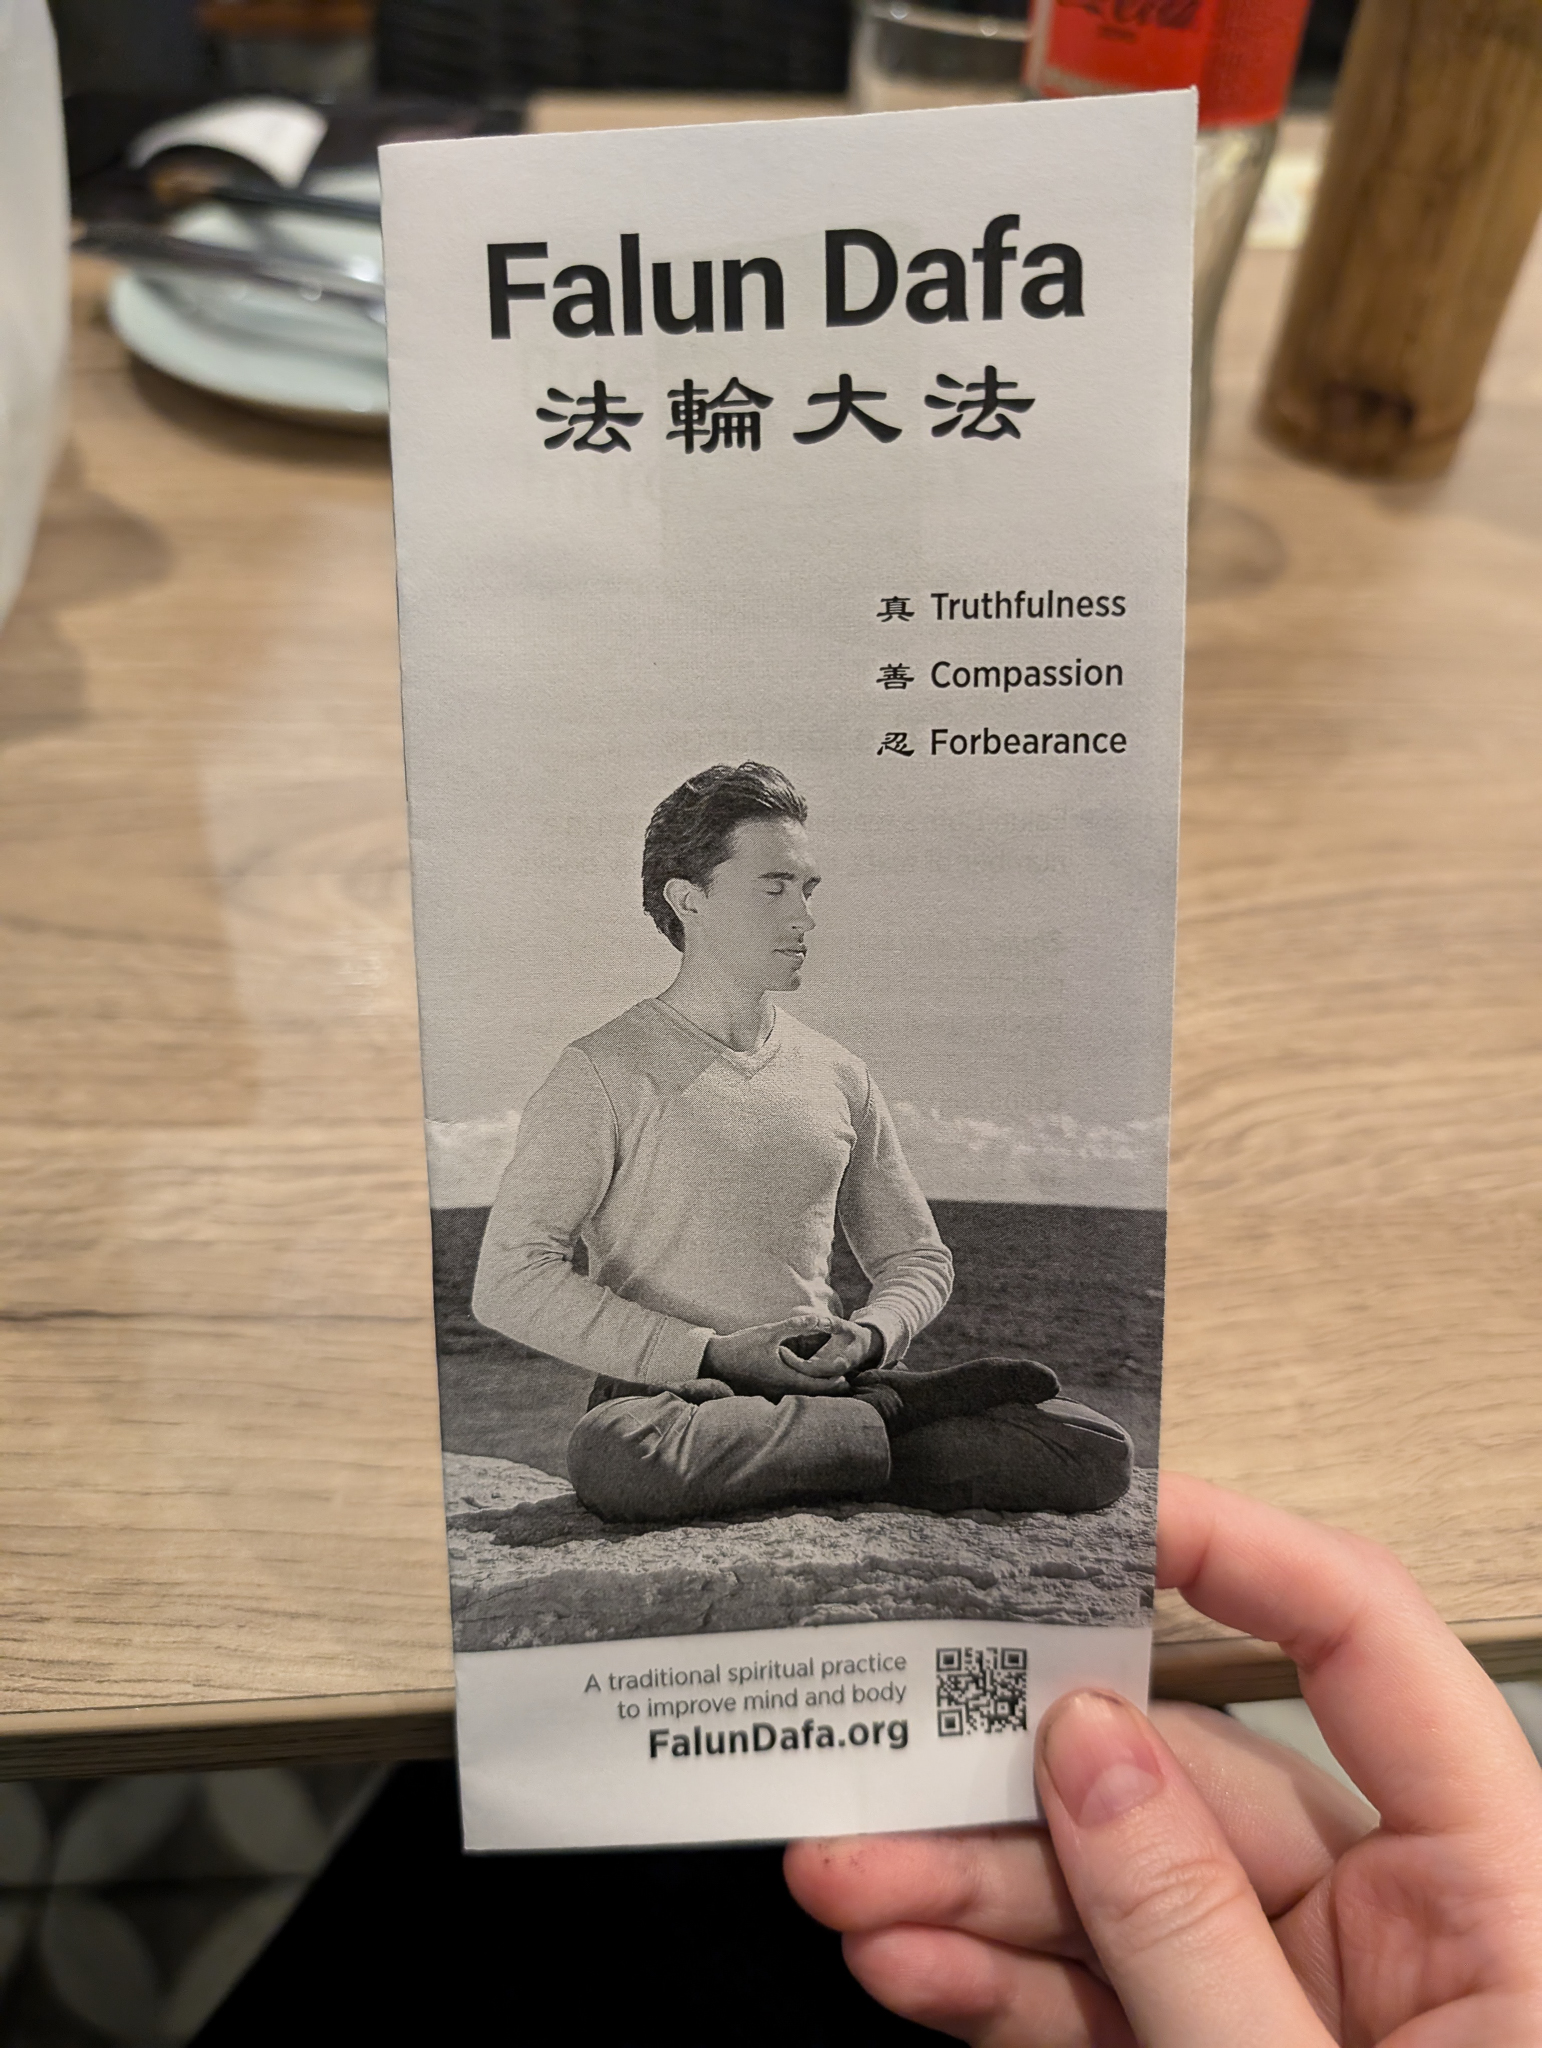 Falun Dafa
法輪大法
真 Truthfulness
善 Compassion
忍 Forbearance
A traditional spiritual practice
to improve mind and body
FalunDafa.org